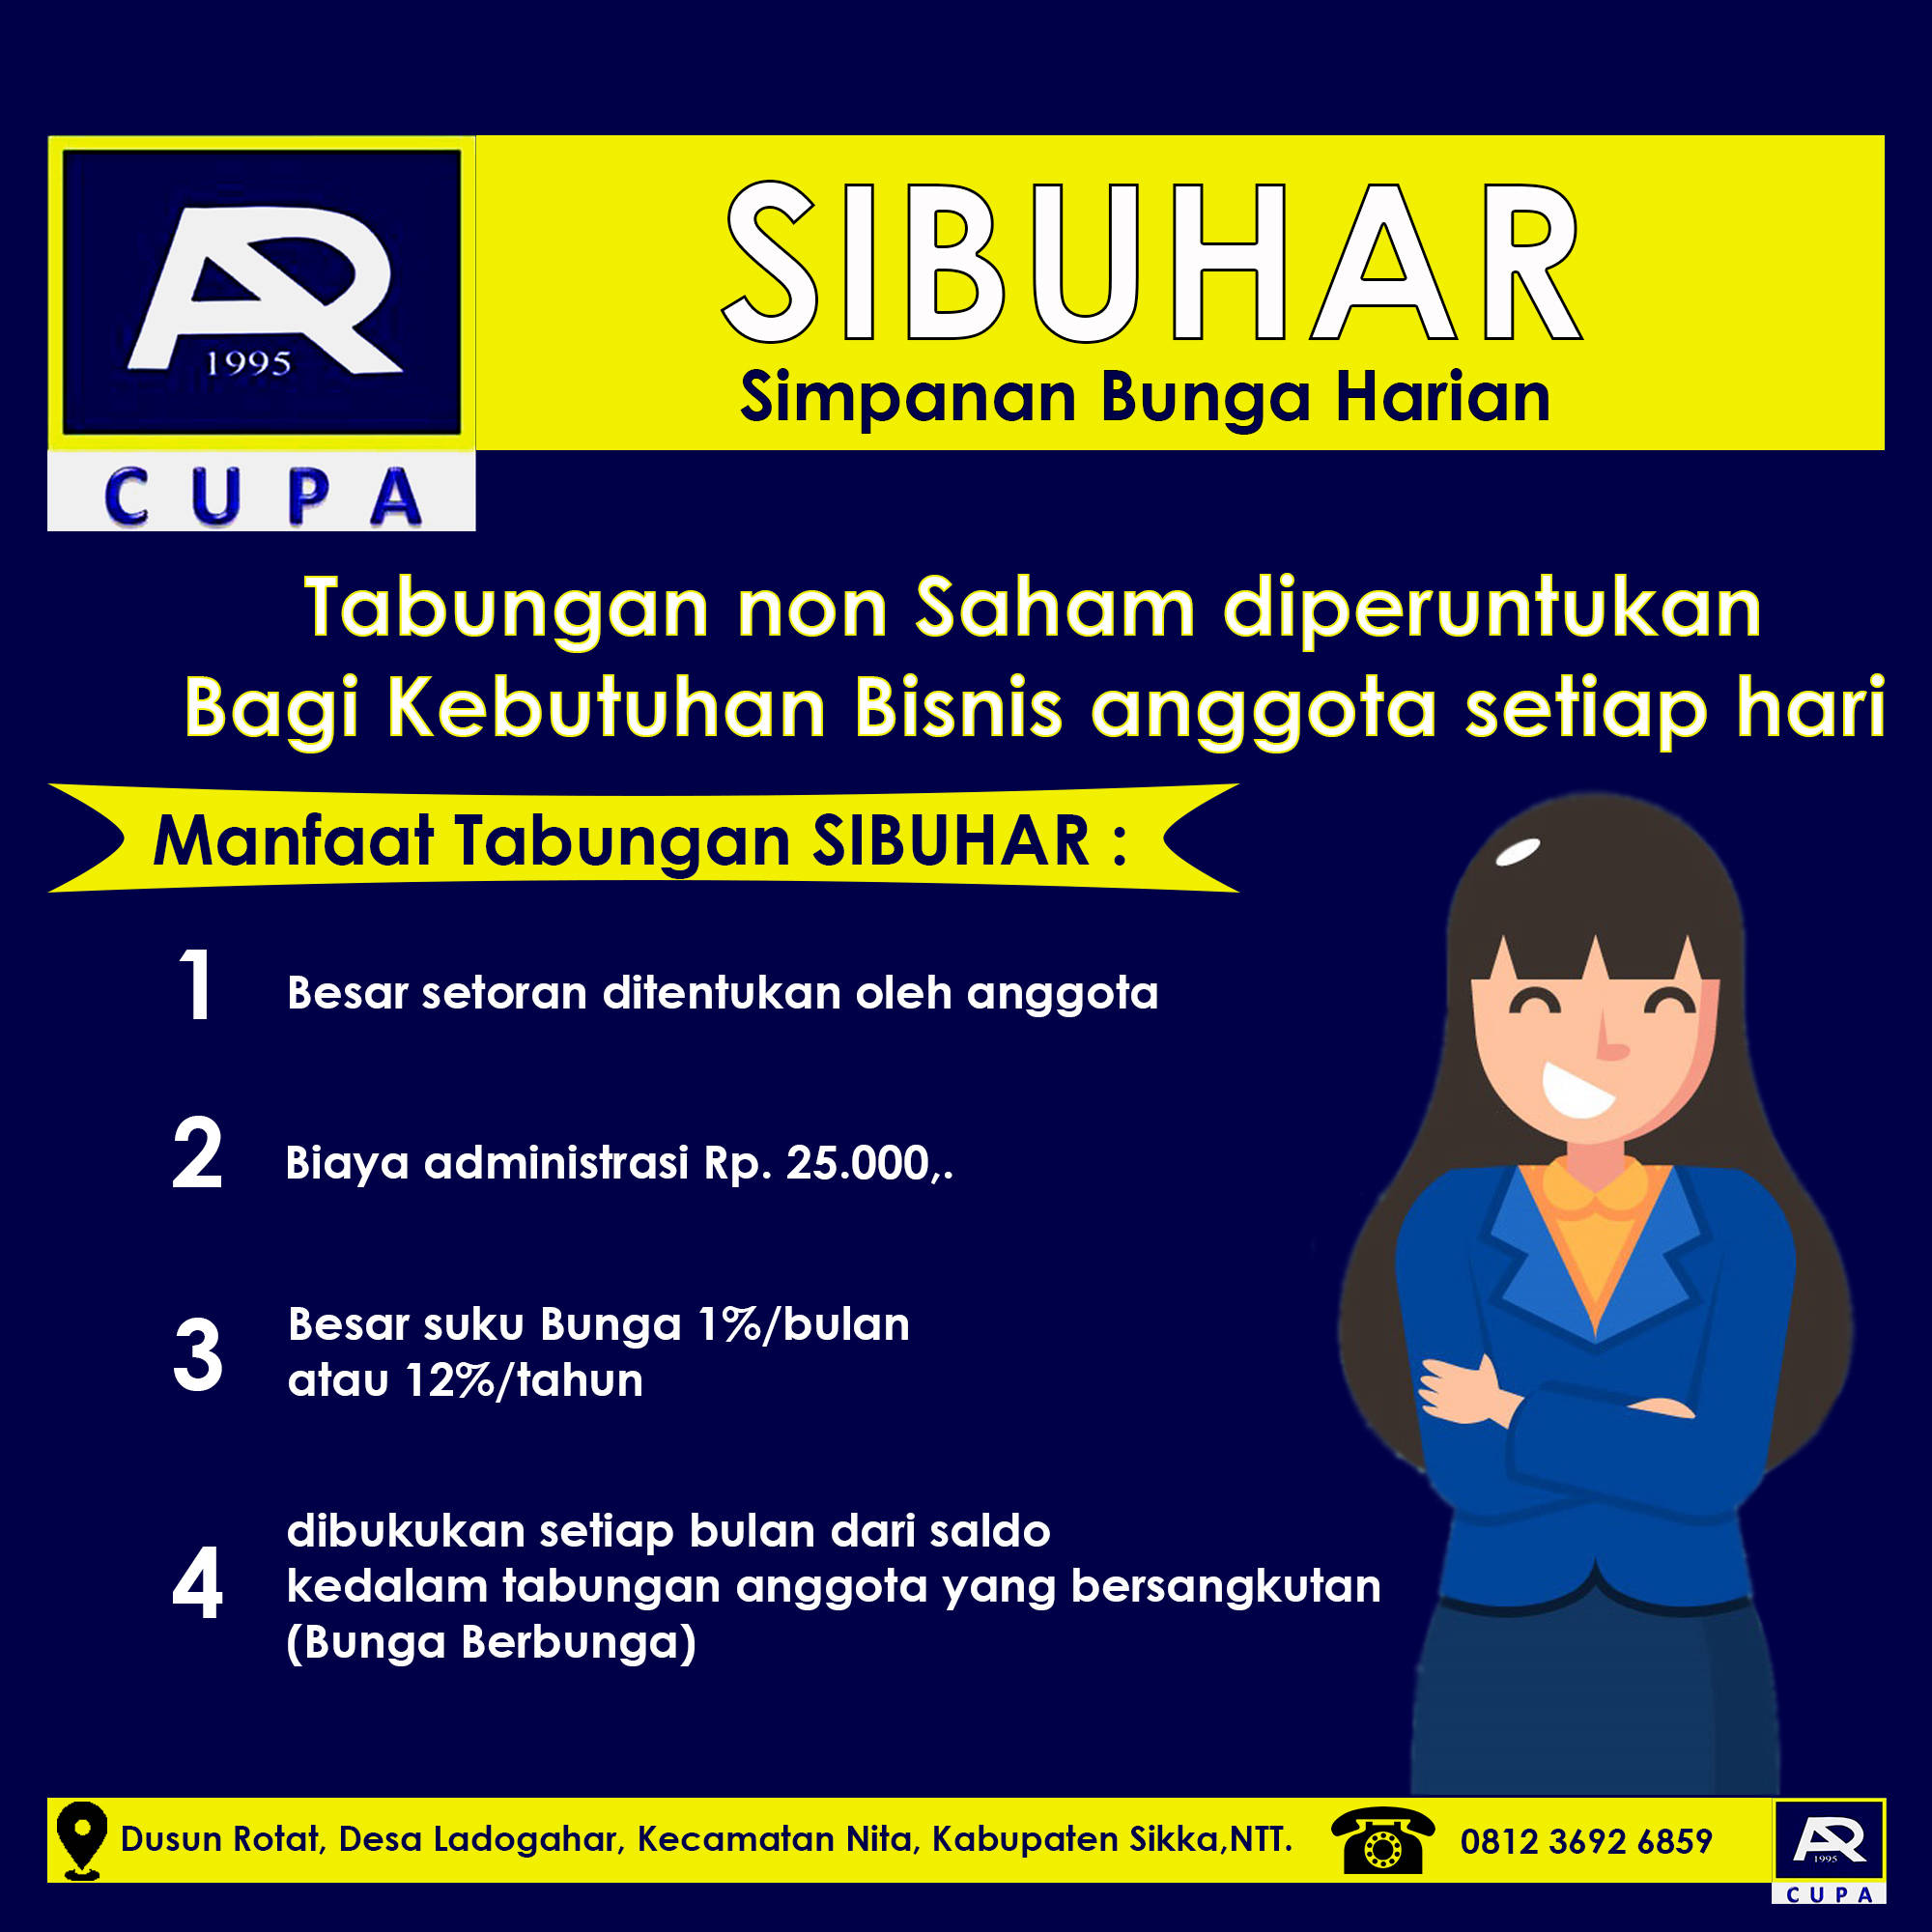 AR
1995
CUPA
SIBUHAR
Simpanan Bunga Harian
Tabungan non Saham diperuntukan
Bagi Kebutuhan Bisnis anggota setiap hari
Manfaat Tabungan SIBUHAR :
1 Besar setoran ditentukan oleh anggota
2 Biaya administrasi Rp. 25.000,.
3 Besar suku Bunga 1%/bulan
atau 12%/tahun
4 dibukukan setiap bulan dari saldo
kedalam tabungan anggota yang bersangkutan
(Bunga Berbunga)
Dusun Rotat, Desa Ladogahar, Kecamatan Nita, Kabupaten Sikka,NTT.
0812 3692 6859
AR
1995
CUPA